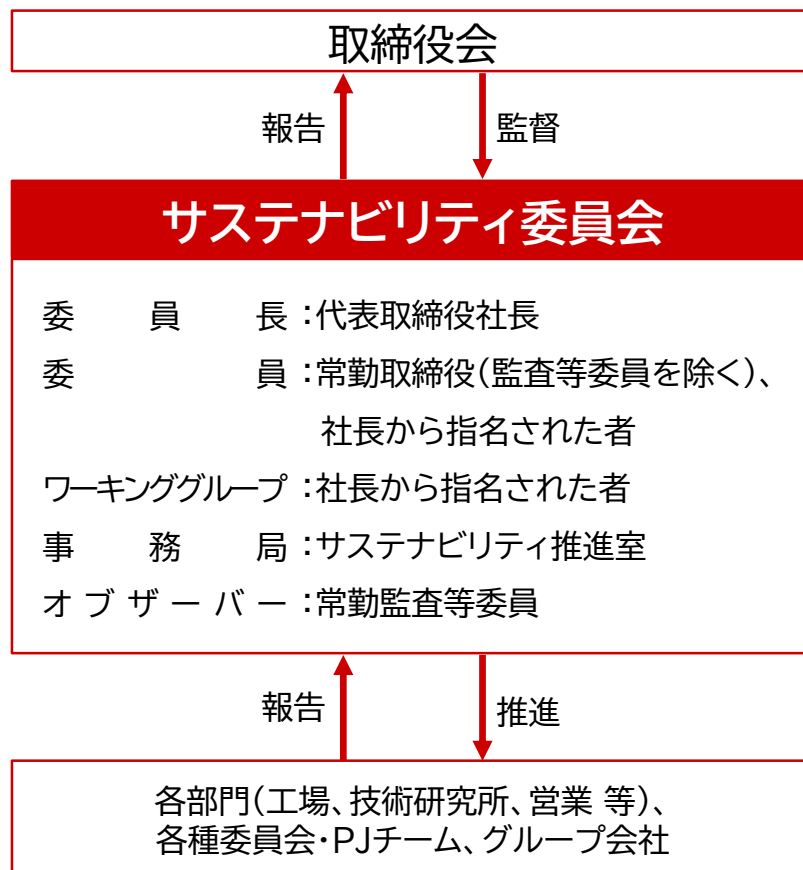 取締役会
報告
監督
サステナビリティ委員会
委員長:代表取締役社長
委員:常勤取締役(監査等委員を除く)、
社長から指名された者
ワーキンググループ:社長から指名された者
事務局:サステナビリティ推進室
オブザーバー:常勤監査等委員
報告
推進
各部門(工場、技術研究所、営業 等)、
各種委員会・PJチーム、グループ会社